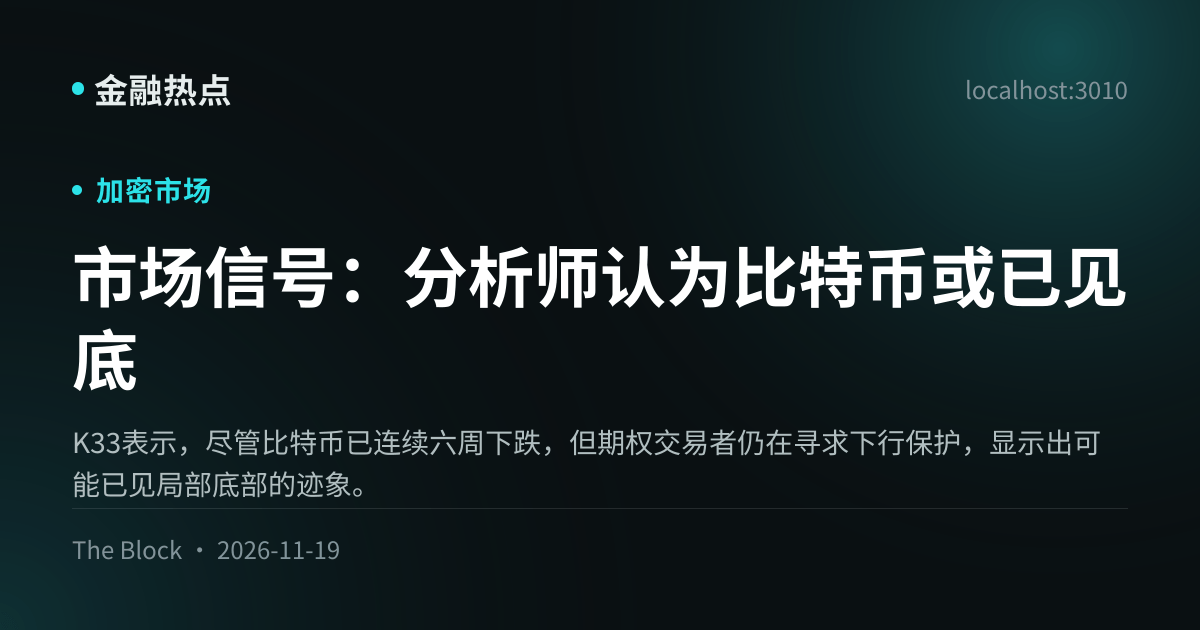 金融热点
localhost:3010
加密市场
市场信号：分析师认为比特币或已见
底
K33表示，尽管比特币已连续六周下跌，但期权交易者仍在寻求下行保护，显示出可
能已见局部底部的迹象。
The Block · 2026-11-19